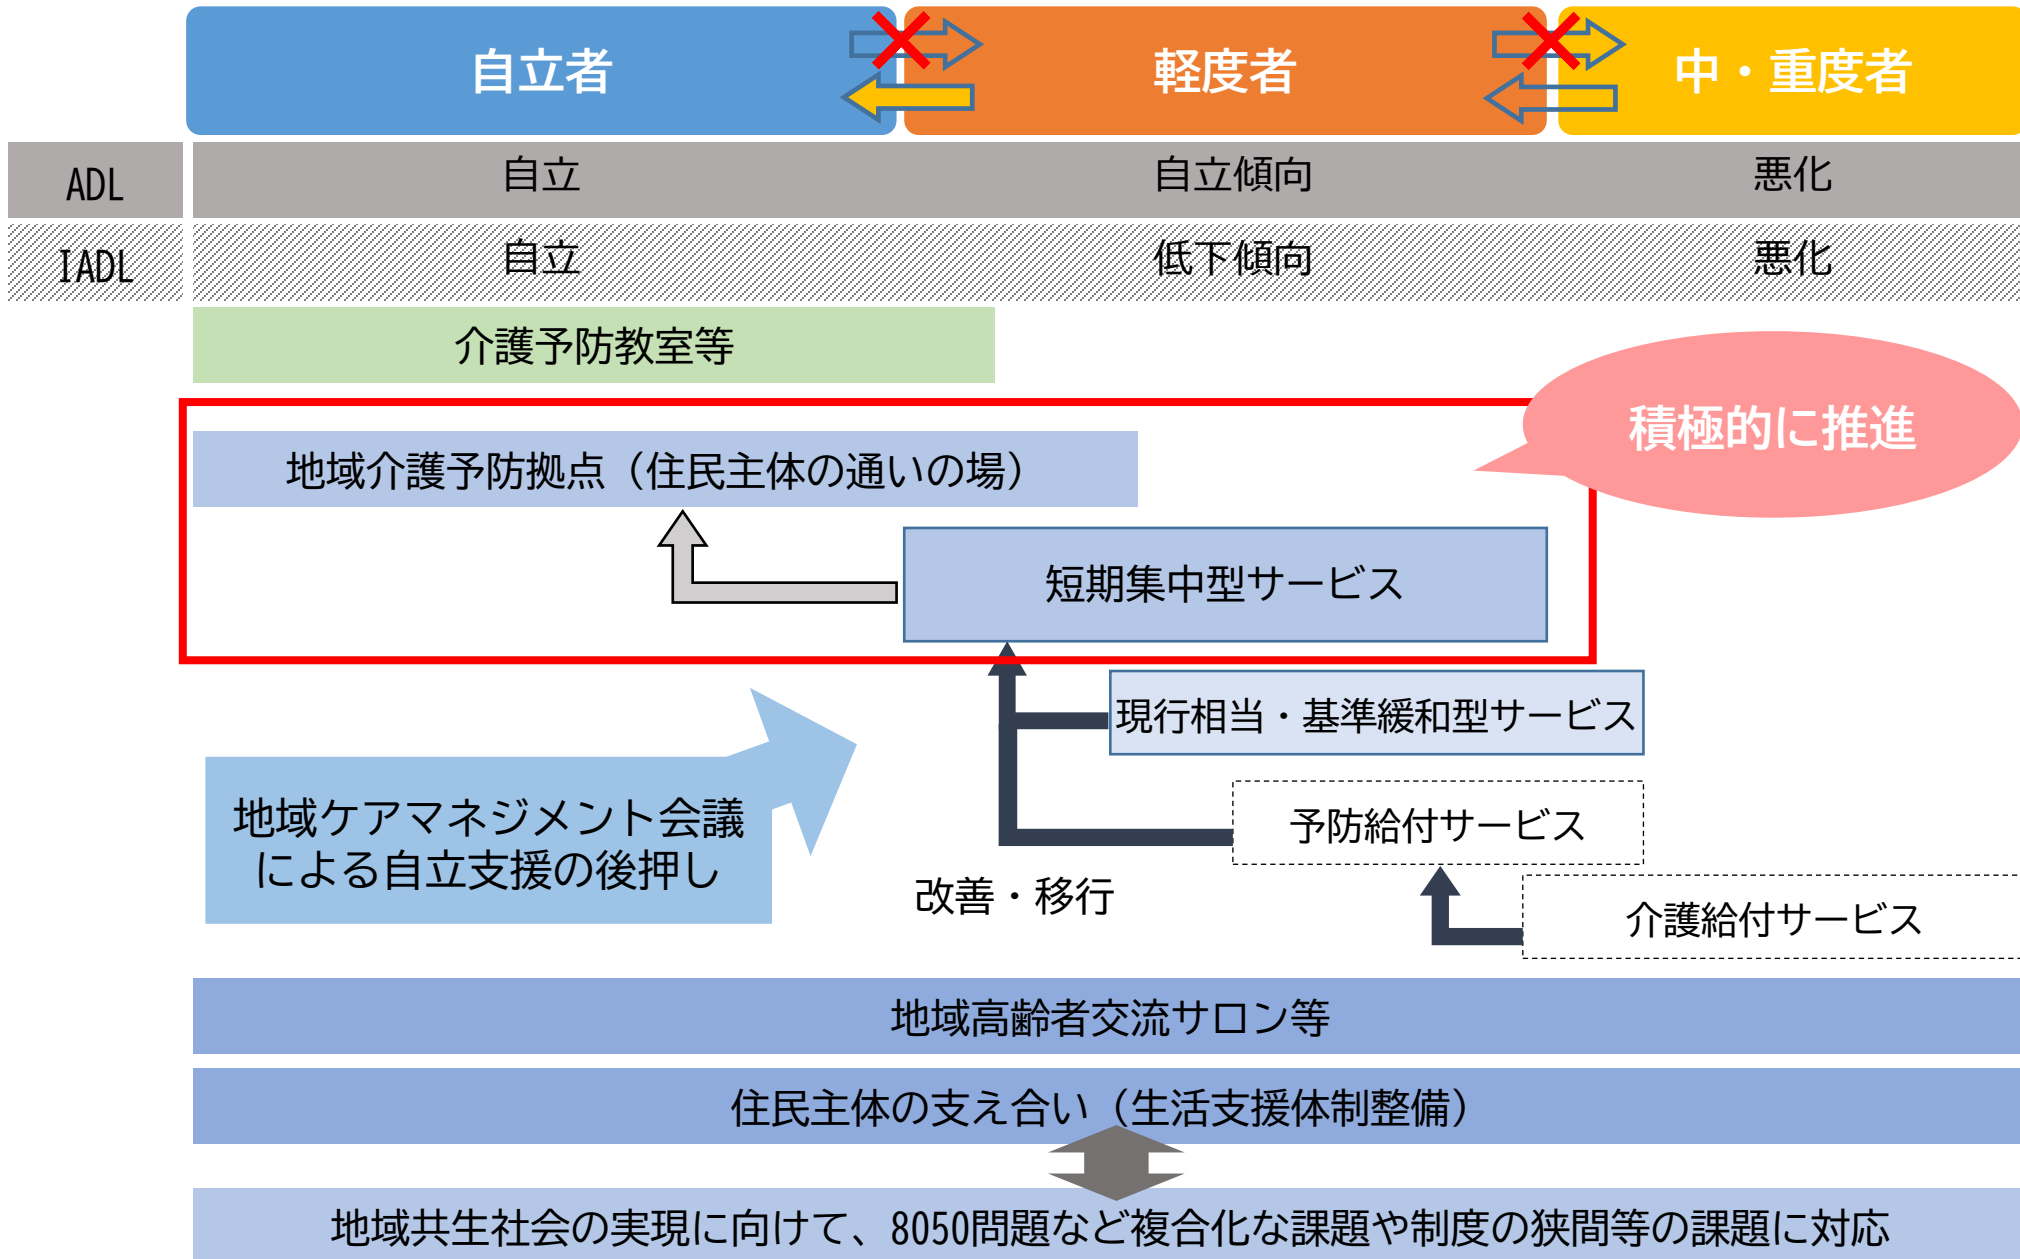 自立者
軽度者
中・重度者
ADL
自立
自立傾向
悪化
IADL
自立
低下傾向
悪化
介護予防教室等
積極的に推進
地域介護予防拠点（住民主体の通いの場）
短期集中型サービス
現行相当・基準緩和型サービス
地域ケアマネジメント会議
による自立支援の後押し
予防給付サービス
改善・移行
介護給付サービス
地域高齢者交流サロン等
住民主体の支え合い（生活支援体制整備）
地域共生社会の実現に向けて、8050問題など複合化な課題や制度の狭間等の課題に対応